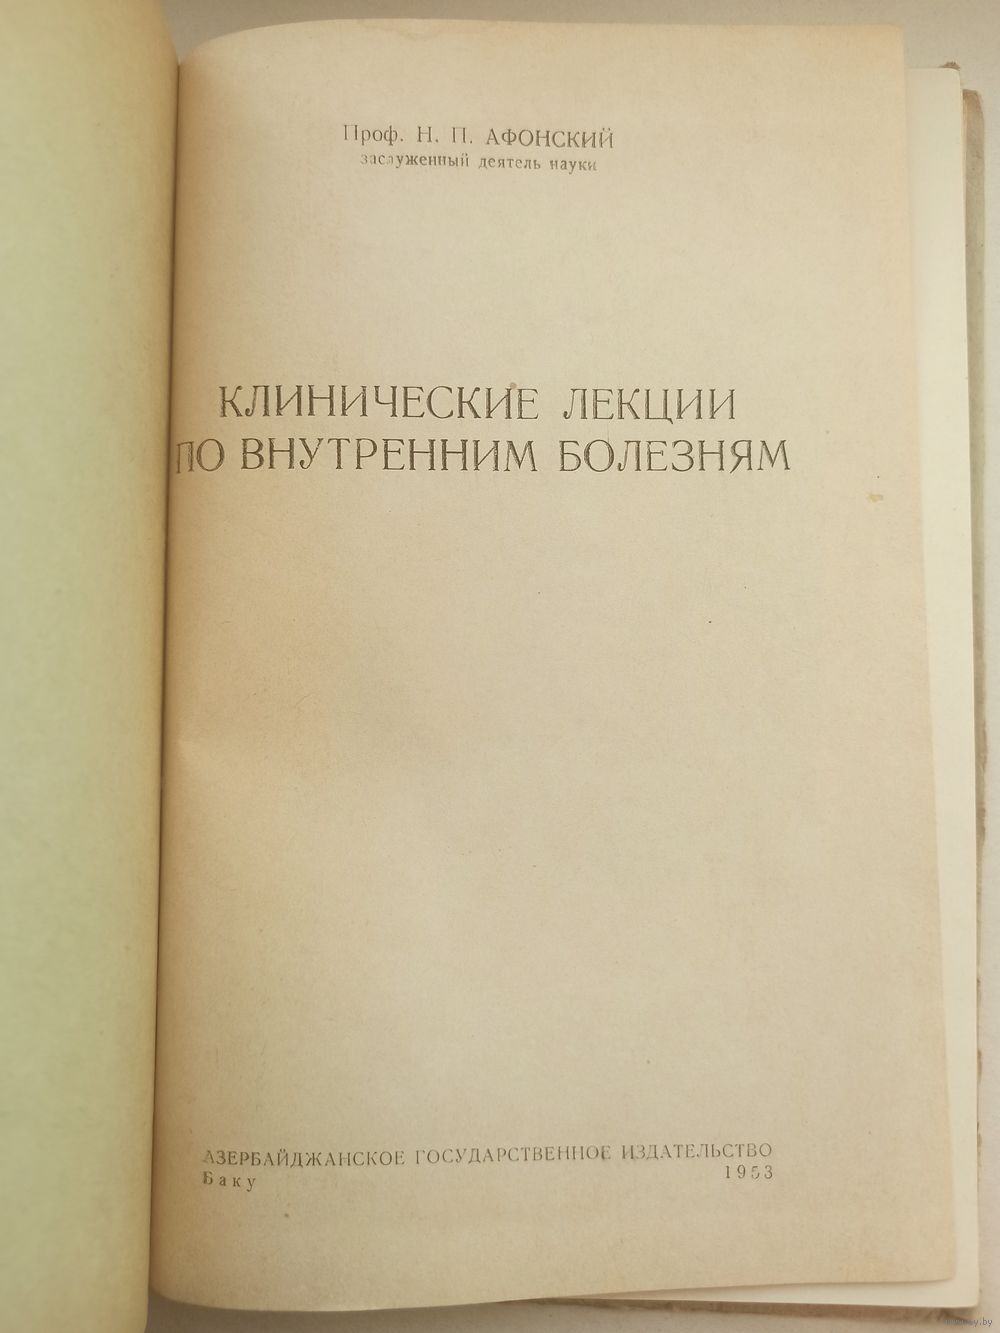 Проф. Н. П. АФОНСКИЙ
заслуженный деятель науки
КЛИНИЧЕСКИЕ ЛЕКЦИИ
ПО ВНУТРЕННИМ БОЛЕЗНЯМ
АЗЕРБАЙДЖАНСКОЕ ГОСУДАРСТВЕННОЕ ИЗДАТЕЛЬСТВО
Баку 1953